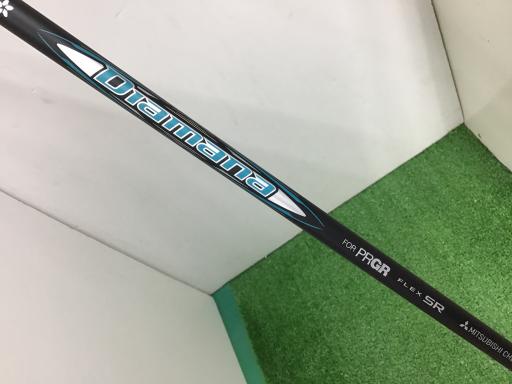 Diamana
FOR PRGR FLEX SR
MITSUBISHI